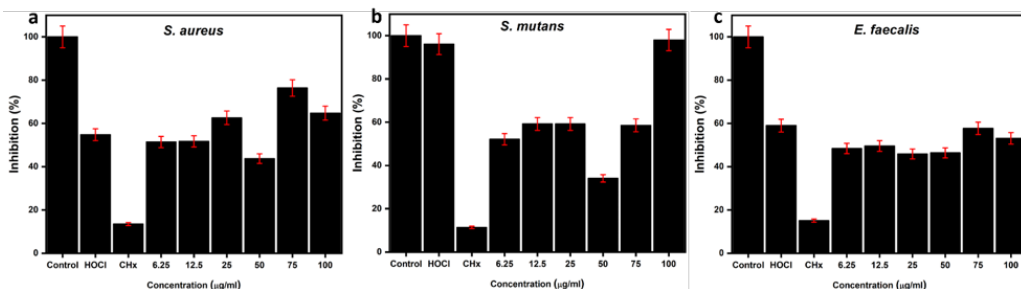 a
S. aureus
Inhibition (%)
100
80
60
40
20
0
Control HOCl CHx 6.25 12.5 25 50 75 100
Concentration (µg/ml)
b
S. mutans
Inhibition (%)
100
80
60
40
20
0
Control HOCl CHx 6.25 12.5 25 50 75 100
Concentration (µg/ml)
c
E. faecalis
Inhibition (%)
100
80
60
40
20
0
Control HOCl CHx 6.25 12.5 25 50 75 100
Concentration (µg/ml)